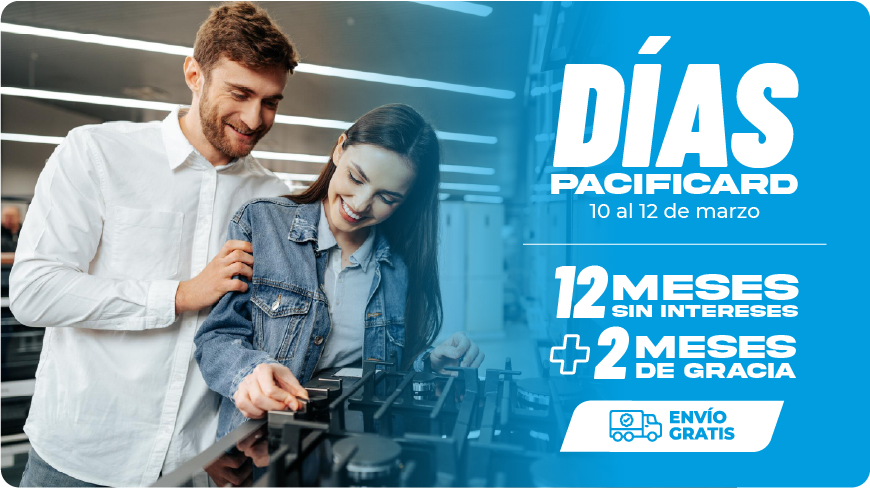 DÍAS
PACIFICARD
10 al 12 de marzo
12 MESES
SIN INTERESES
+2 MESES
DE GRACIA
ENVÍO
GRATIS